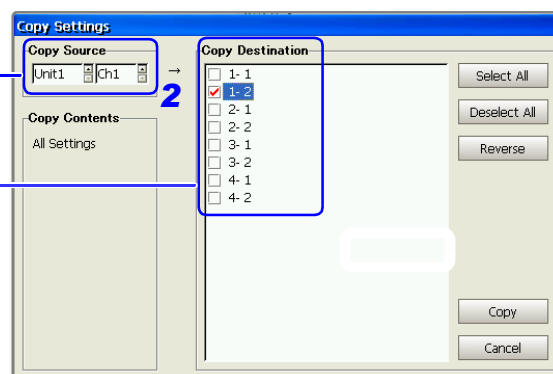 Copy Settings
Copy Source
Unit1 Ch1
→
2
Copy Contents
All Settings
Copy Destination
1- 1
1- 2
2- 1
2- 2
3- 1
3- 2
4- 1
4- 2
Select All
Deselect All
Reverse
Copy
Cancel